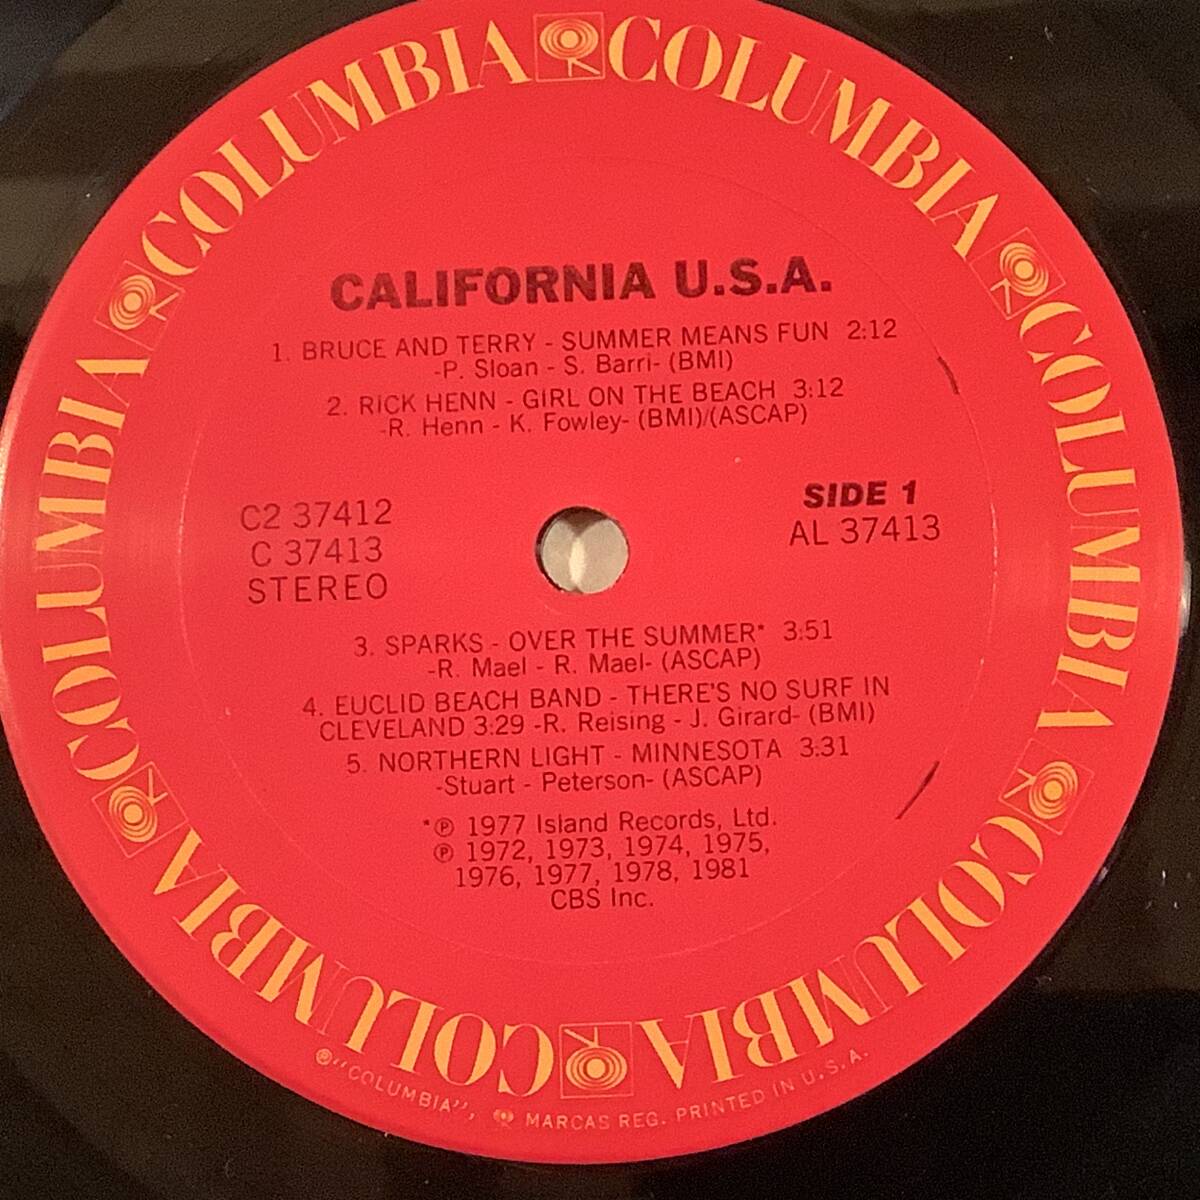 COLUMBIA COLUMBIA COLUMBIA COLUMBIA COLUMBIA COLUMBIA
CALIFORNIA U.S.A.
1. BRUCE AND TERRY - SUMMER MEANS FUN 2:12
-P. Sloan - S. Barri- (BMI)
2. RICK HENN - GIRL ON THE BEACH 3:12
-R. Henn - K. Fowley- (BMI)/(ASCAP)
C2 37412
C 37413
STEREO
SIDE 1
AL 37413
3. SPARKS - OVER THE SUMMER* 3:51
-R. Mael - R. Mael- (ASCAP)
4. EUCLID BEACH BAND - THERE'S NO SURF IN
CLEVELAND 3:29 -R. Reising - J. Girard- (BMI)
5. NORTHERN LIGHT - MINNESOTA 3:31
-Stuart - Peterson- (ASCAP)
*℗ 1977 Island Records, Ltd.
℗ 1972, 1973, 1974, 1975,
1976, 1977, 1978, 1981
CBS Inc.
®"COLUMBIA", MARCAS REG. PRINTED IN U.S.A.